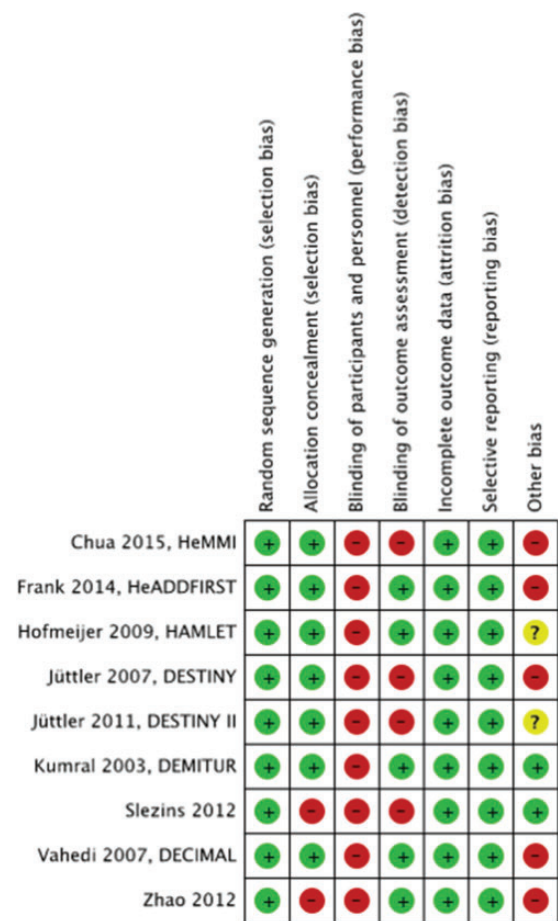 Random sequence generation (selection bias)
Allocation concealment (selection bias)
Blinding of participants and personnel (performance bias)
Blinding of outcome assessment (detection bias)
Incomplete outcome data (attrition bias)
Selective reporting (reporting bias)
Other bias
Chua 2015, HeMMI + + - - + + -
Frank 2014, HeADDFIRST + + - + + + -
Hofmeijer 2009, HAMLET + + - + + + ?
Jüttler 2007, DESTINY + + - - + + -
Jüttler 2011, DESTINY II + + - - + + ?
Kumral 2003, DEMITUR + + - + + + +
Slezins 2012 + - - - + + +
Vahedi 2007, DECIMAL + + - + + + -
Zhao 2012 + - - + + + -